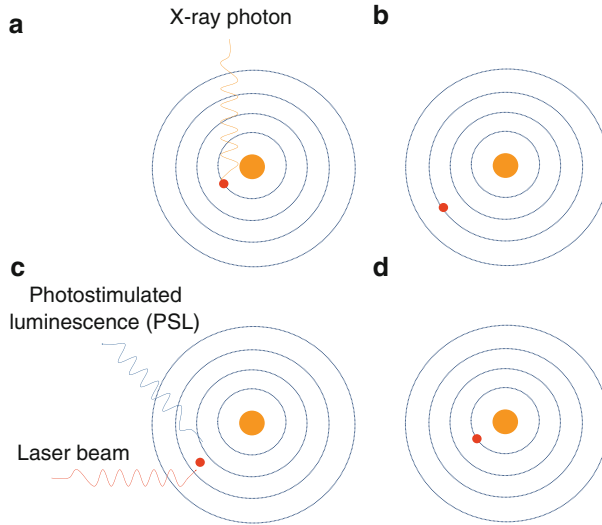 a
X-ray photon
b
c
Photostimulated
luminescence (PSL)
Laser beam
d